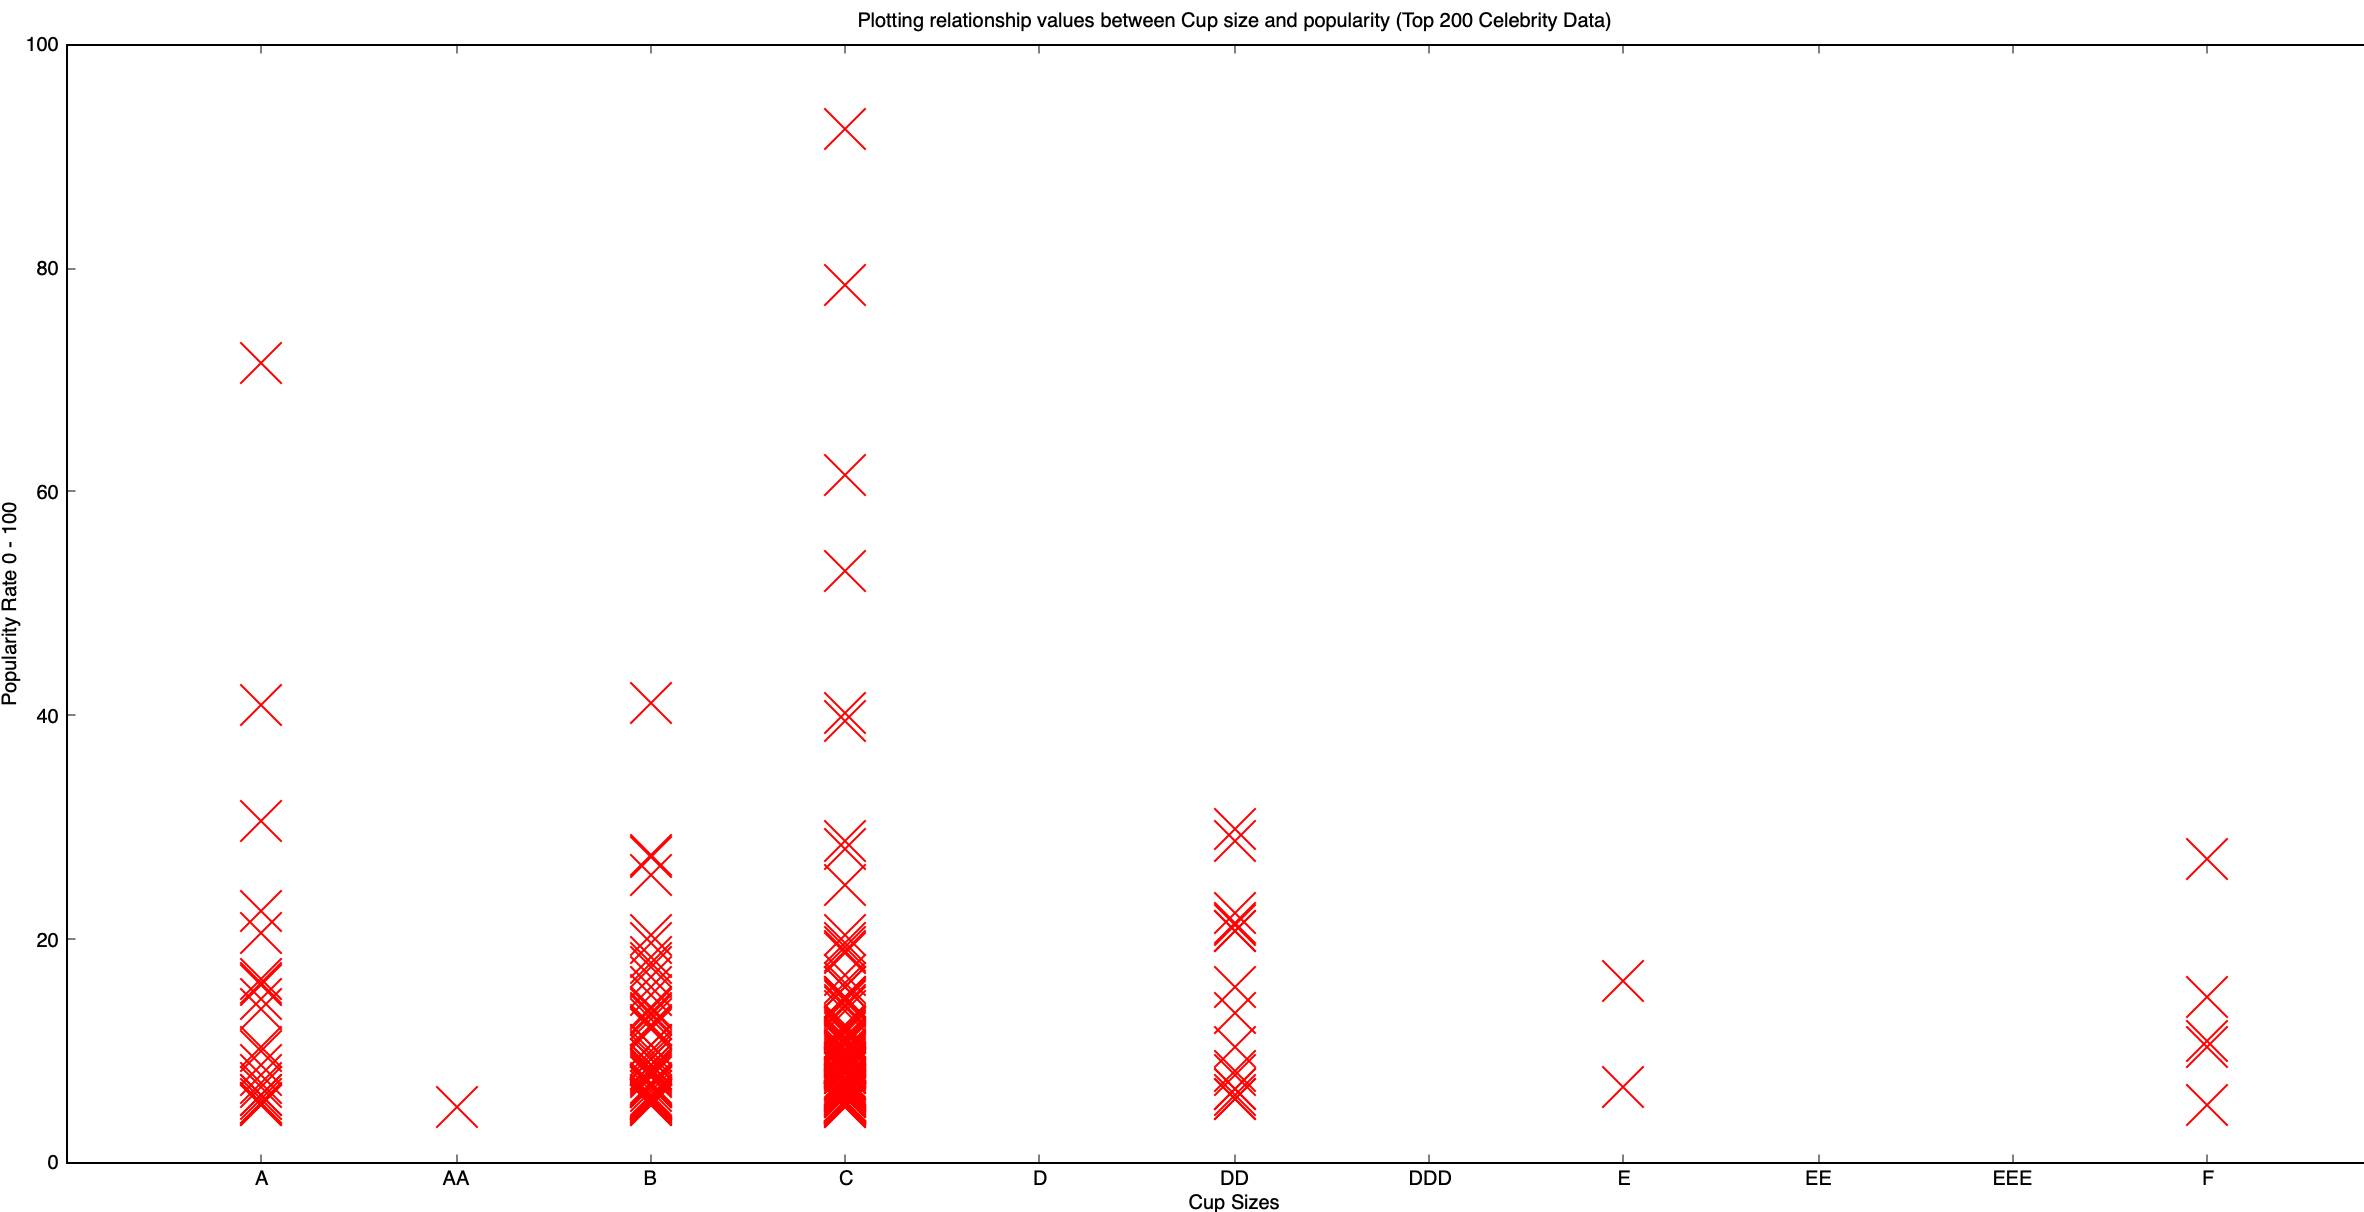 Plotting relationship values between Cup size and popularity (Top 200 Celebrity Data)
100
80
60
40
20
0
Popularity Rate 0 - 100
A AA B C D DD DDD E EE EEE F
Cup Sizes